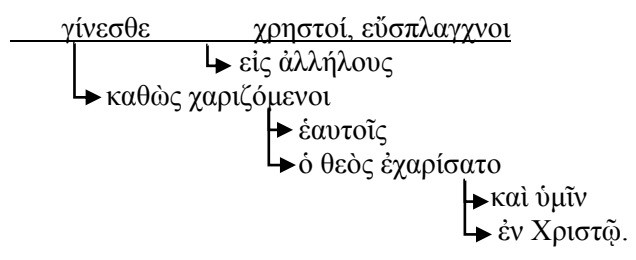 γίνεσθε χρηστοί, εὔσπλαγχνοι
εἰς ἀλλήλους
καθὼς χαριζόμενοι
ἑαυτοῖς
ὁ θεὸς ἐχαρίσατο
καὶ ὑμῖν
ἐν Χριστῷ.